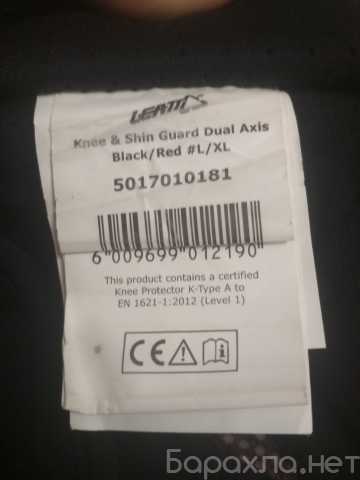 LEATT
Knee & Shin Guard Dual Axis
Black/Red #L/XL
5017010181
6 009699 012190
This product contains a certified
Knee Protector K-Type A to
EN 1621-1:2012 (Level 1)
CE
Барахла.нет